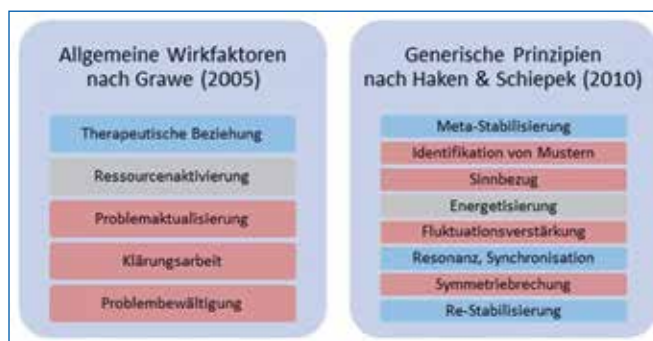 Allgemeine Wirkfaktoren
nach Grawe (2005)
Therapeutische Beziehung
Ressourcenaktivierung
Problemaktualisierung
Klärungsarbeit
Problembewältigung
Generische Prinzipien
nach Haken & Schiepek (2010)
Meta-Stabilisierung
Identifikation von Mustern
Sinnbezug
Energetisierung
Fluktuationsverstärkung
Resonanz, Synchronisation
Symmetriebrechung
Re-Stabilisierung